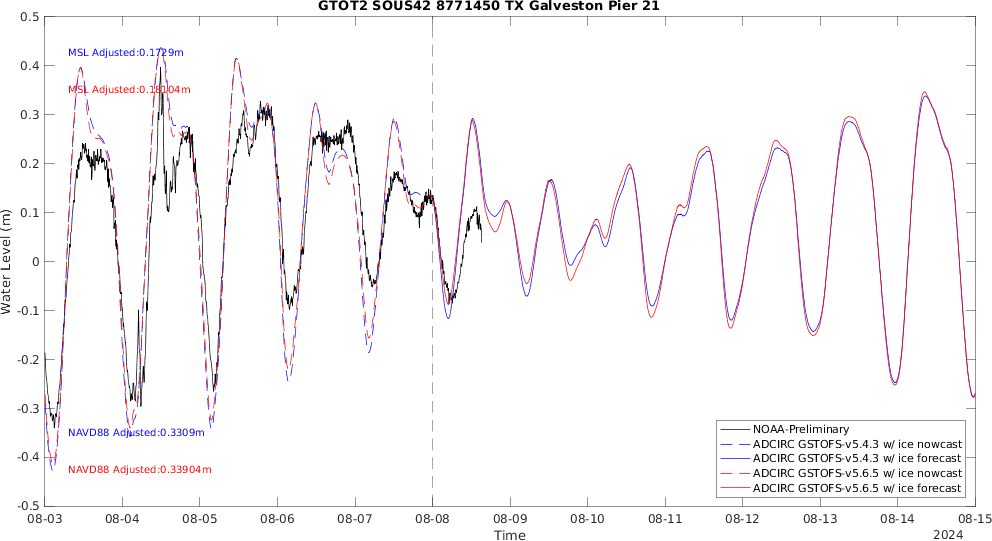 GTOT2 SOUS42 8771450 TX Galveston Pier 21
0.5
0.4
0.3
0.2
0.1
0
-0.1
-0.2
-0.3
-0.4
-0.5
Water Level (m)
MSL Adjusted:0.1729m
MSL Adjusted:0.18104m
NAVD88 Adjusted:0.3309m
NAVD88 Adjusted:0.33904m
NOAA-Preliminary
ADCIRC GSTOFS-v5.4.3 w/ ice nowcast
ADCIRC GSTOFS-v5.4.3 w/ ice forecast
ADCIRC GSTOFS-v5.6.5 w/ ice nowcast
ADCIRC GSTOFS-v5.6.5 w/ ice forecast
08-03 08-04 08-05 08-06 08-07 08-08 08-09 08-10 08-11 08-12 08-13 08-14 08-15
Time
2024